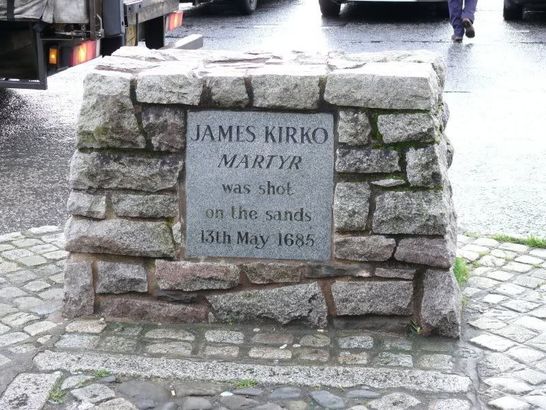 JAMES KIRKO
MARTYR
was shot
on the sands
13th May 1685